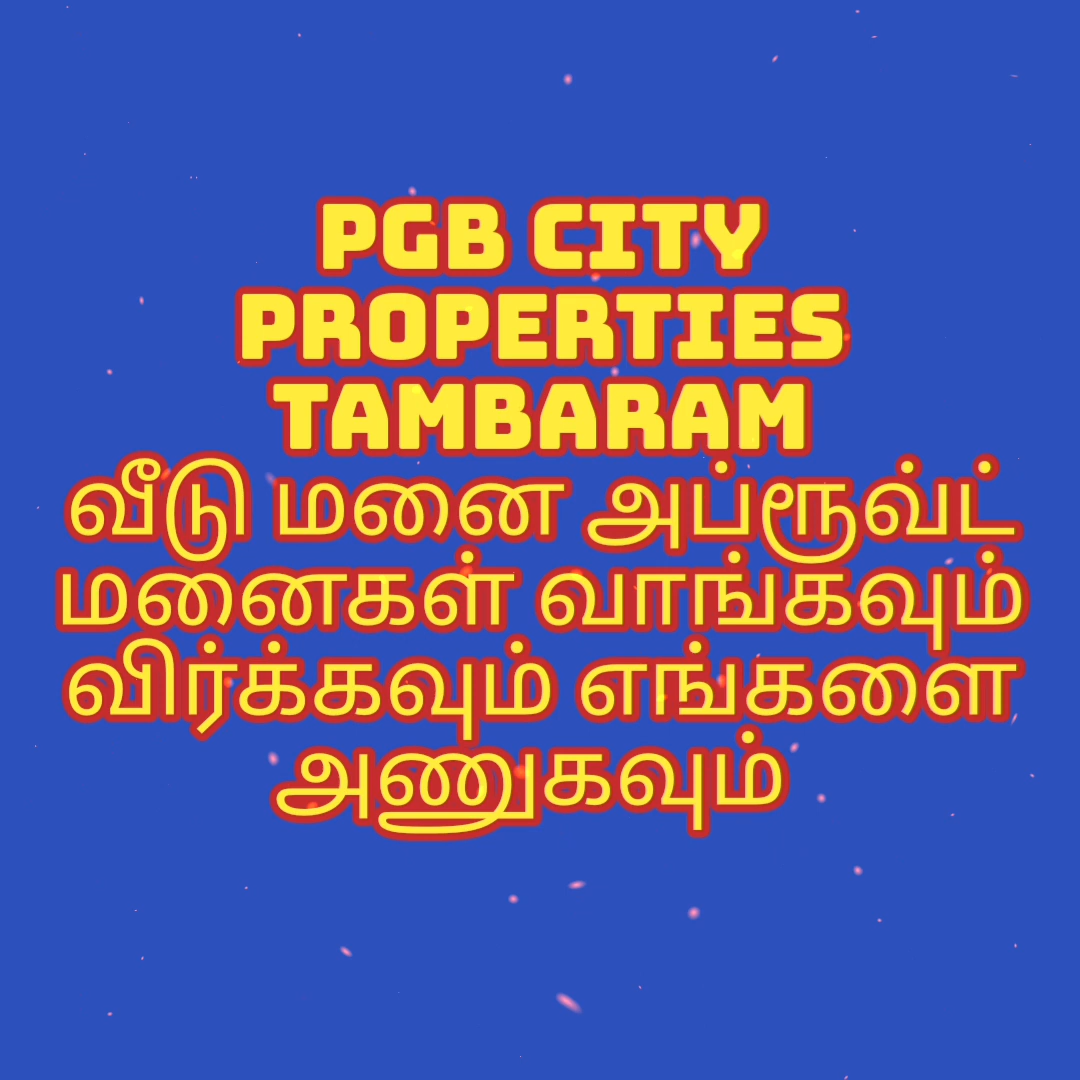 PGB CITY
PROPERTIES
TAMBARAM
வீடு மனை அப்ரூவ்ட்
மனைகள் வாங்கவும்
விர்க்கவும் எங்களை
அணுகவும்